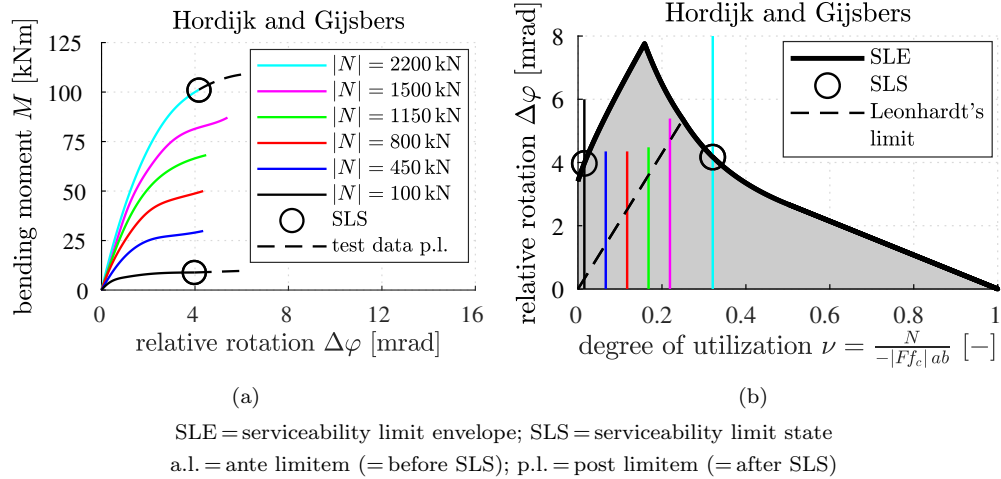 Hordijk and Gijsbers
bending moment M [kNm]
125
100
75
50
25
0
0 4 8 12 16
relative rotation Δφ [mrad]
|N| = 2200 kN
|N| = 1500 kN
|N| = 1150 kN
|N| = 800 kN
|N| = 450 kN
|N| = 100 kN
SLS
test data p.l.
(a)
Hordijk and Gijsbers
relative rotation Δφ [mrad]
8
6
4
2
0
0 0.2 0.4 0.6 0.8 1
degree of utilization ν = N / -|Ff_c| ab [−]
SLE
SLS
Leonhardt's
limit
(b)
SLE = serviceability limit envelope; SLS = serviceability limit state
a.l. = ante limitem (= before SLS); p.l. = post limitem (= after SLS)